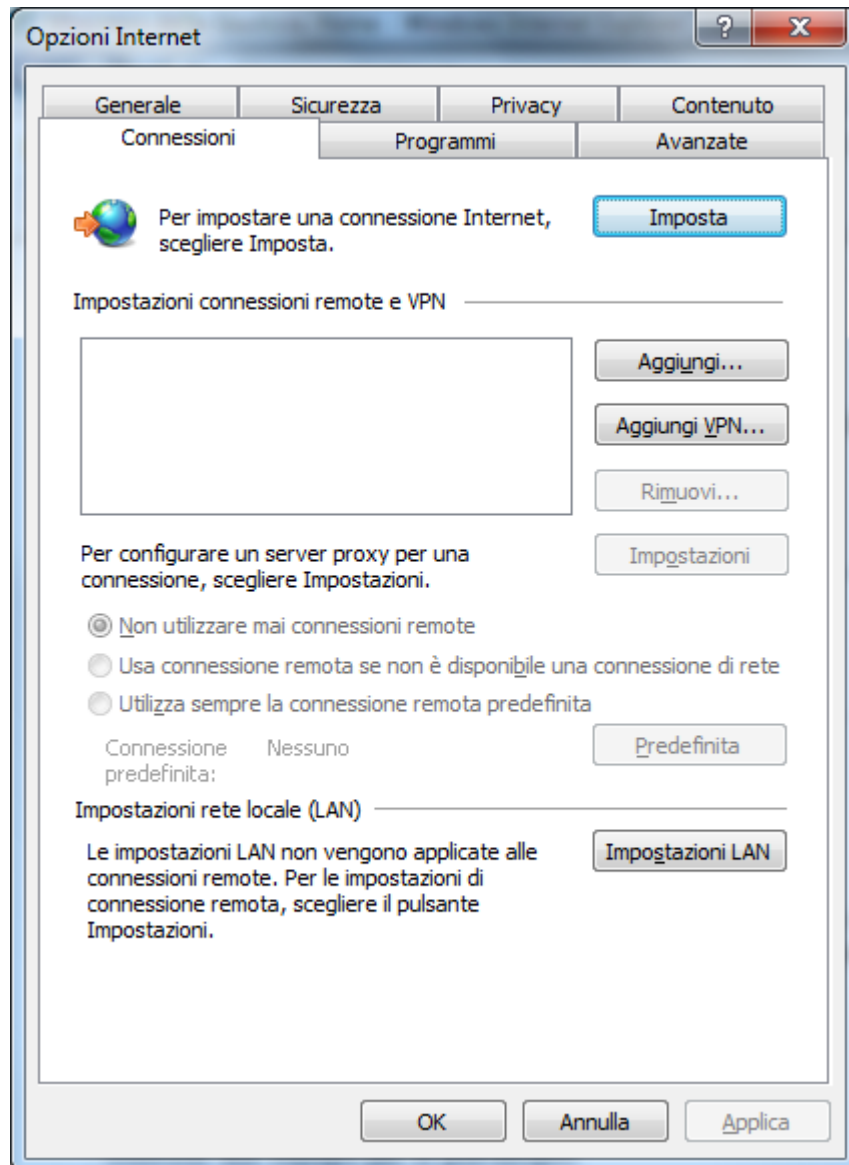 Opzioni Internet
Generale
Sicurezza
Privacy
Contenuto
Connessioni
Programmi
Avanzate
Per impostare una connessione Internet,
scegliere Imposta.
Imposta
Impostazioni connessioni remote e VPN
Aggiungi...
Aggiungi VPN...
Rimuovi...
Per configurare un server proxy per una
connessione, scegliere Impostazioni.
Impostazioni
Non utilizzare mai connessioni remote
Usa connessione remota se non è disponibile una connessione di rete
Utilizza sempre la connessione remota predefinita
Connessione
predefinita:
Nessuno
Predefinita
Impostazioni rete locale (LAN)
Le impostazioni LAN non vengono applicate alle
connessioni remote. Per le impostazioni di
connessione remota, scegliere il pulsante
Impostazioni.
Impostazioni LAN
OK
Annulla
Applica